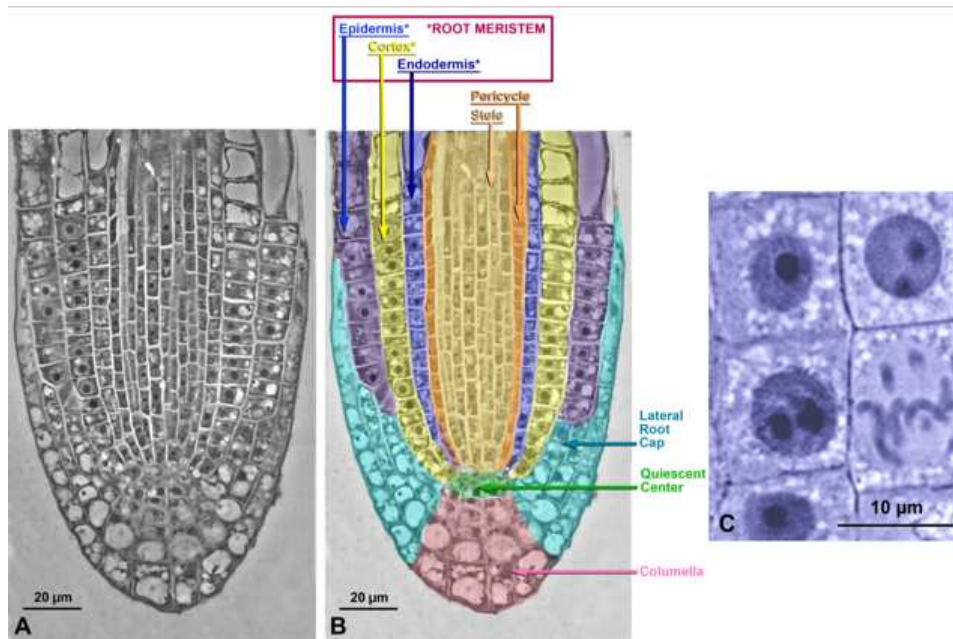 Epidermis* *ROOT MERISTEM
Cortex*
Endodermis*
Pericycle
Stele
Lateral
Root
Cap
Quiescent
Center
Columella
20 µm
A
20 µm
B
C
10 µm